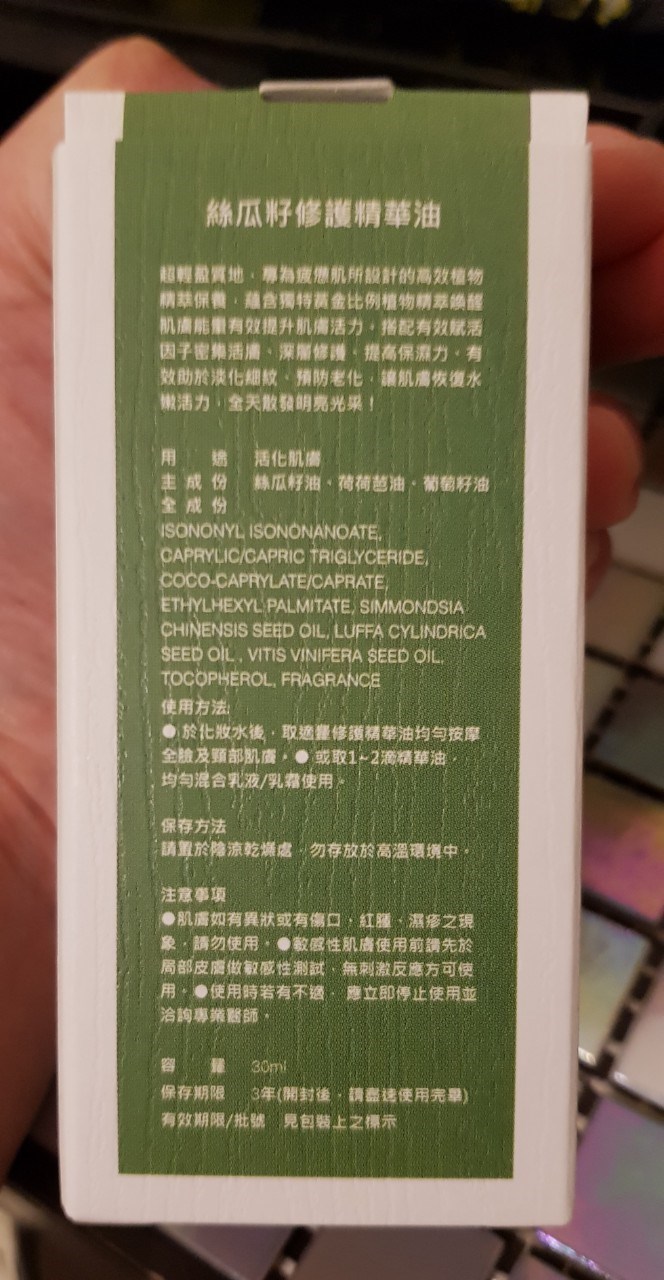 絲瓜籽修護精華油
超輕盈質地，專為疲憊肌所設計的高效植物
精萃保養，蘊含獨特黃金比例植物精萃喚醒
肌膚能量有效提升肌膚活力。搭配有效賦活
因子密集活膚、深層修護、提高保濕力。有
效助於淡化細紋、預防老化，讓肌膚恢復水
嫩活力，全天散發明亮光采！
用 途 活化肌膚
主成份 絲瓜籽油、荷荷芭油、葡萄籽油
全成份
ISONONYL ISONONANOATE,
CAPRYLIC/CAPRIC TRIGLYCERIDE,
COCO-CAPRYLATE/CAPRATE,
ETHYLHEXYL PALMITATE, SIMMONDSIA
CHINENSIS SEED OIL, LUFFA CYLINDRICA
SEED OIL , VITIS VINIFERA SEED OIL,
TOCOPHEROL, FRAGRANCE
使用方法:
●於化妝水後，取適量修護精華油均勻按摩
全臉及頸部肌膚。●或取1~2滴精華油，
均勻混合乳液/乳霜使用。
保存方法
請置於陰涼乾燥處，勿存放於高溫環境中。
注意事項
●肌膚如有異狀或有傷口、紅腫、濕疹之現
象，請勿使用。●敏感性肌膚使用前請先於
局部皮膚做敏感性測試，無刺激反應方可使
用。●使用時若有不適，應立即停止使用並
洽詢專業醫師。
容 量 30ml
保存期限 3年(開封後，請盡速使用完畢)
有效期限/批號 見包裝上之標示